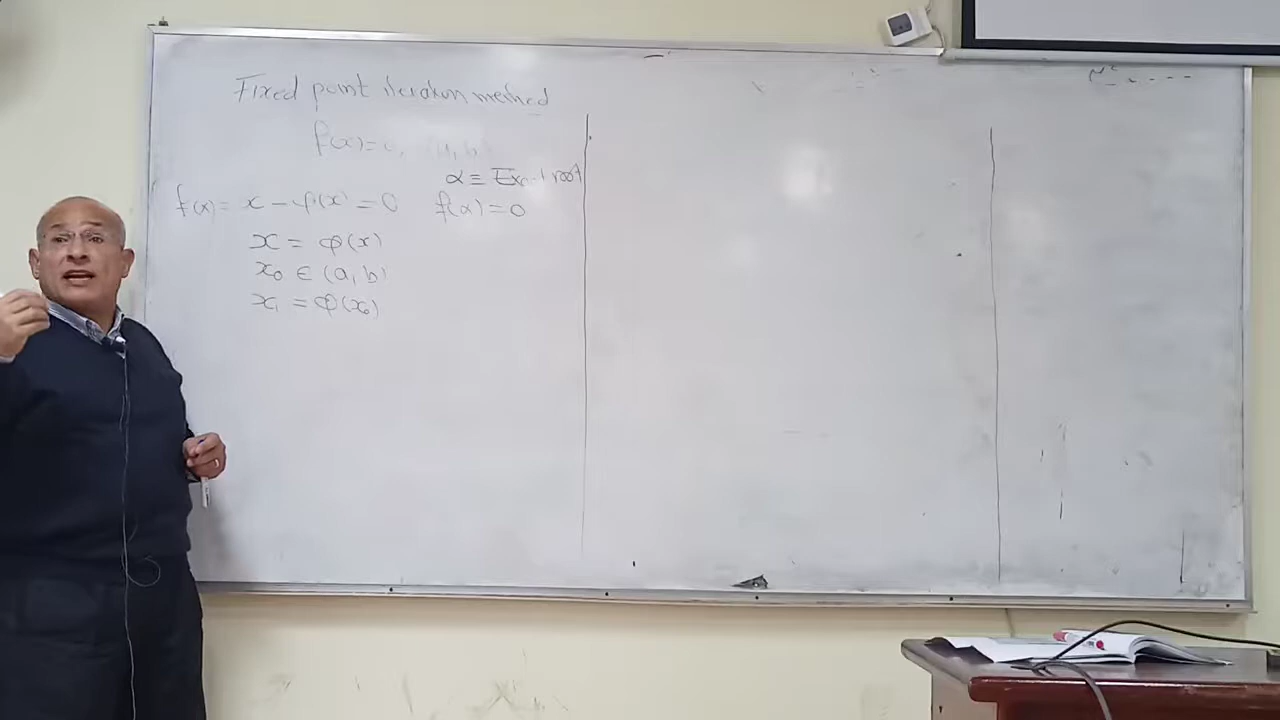 Fixed point iteration method
f(x)=0, (a,b)
α ≡ Exact root
f(x) = x − φ(x) = 0 f(α) = 0
x = φ(x)
x₀ ∈ (a, b)
x₁ = φ(x₀)